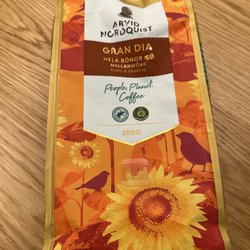 ARVID
NORDQUIST
GRAN DIA
HELA BÖNOR
MELLANMÖRK
People, Planet,
Coffee
500G